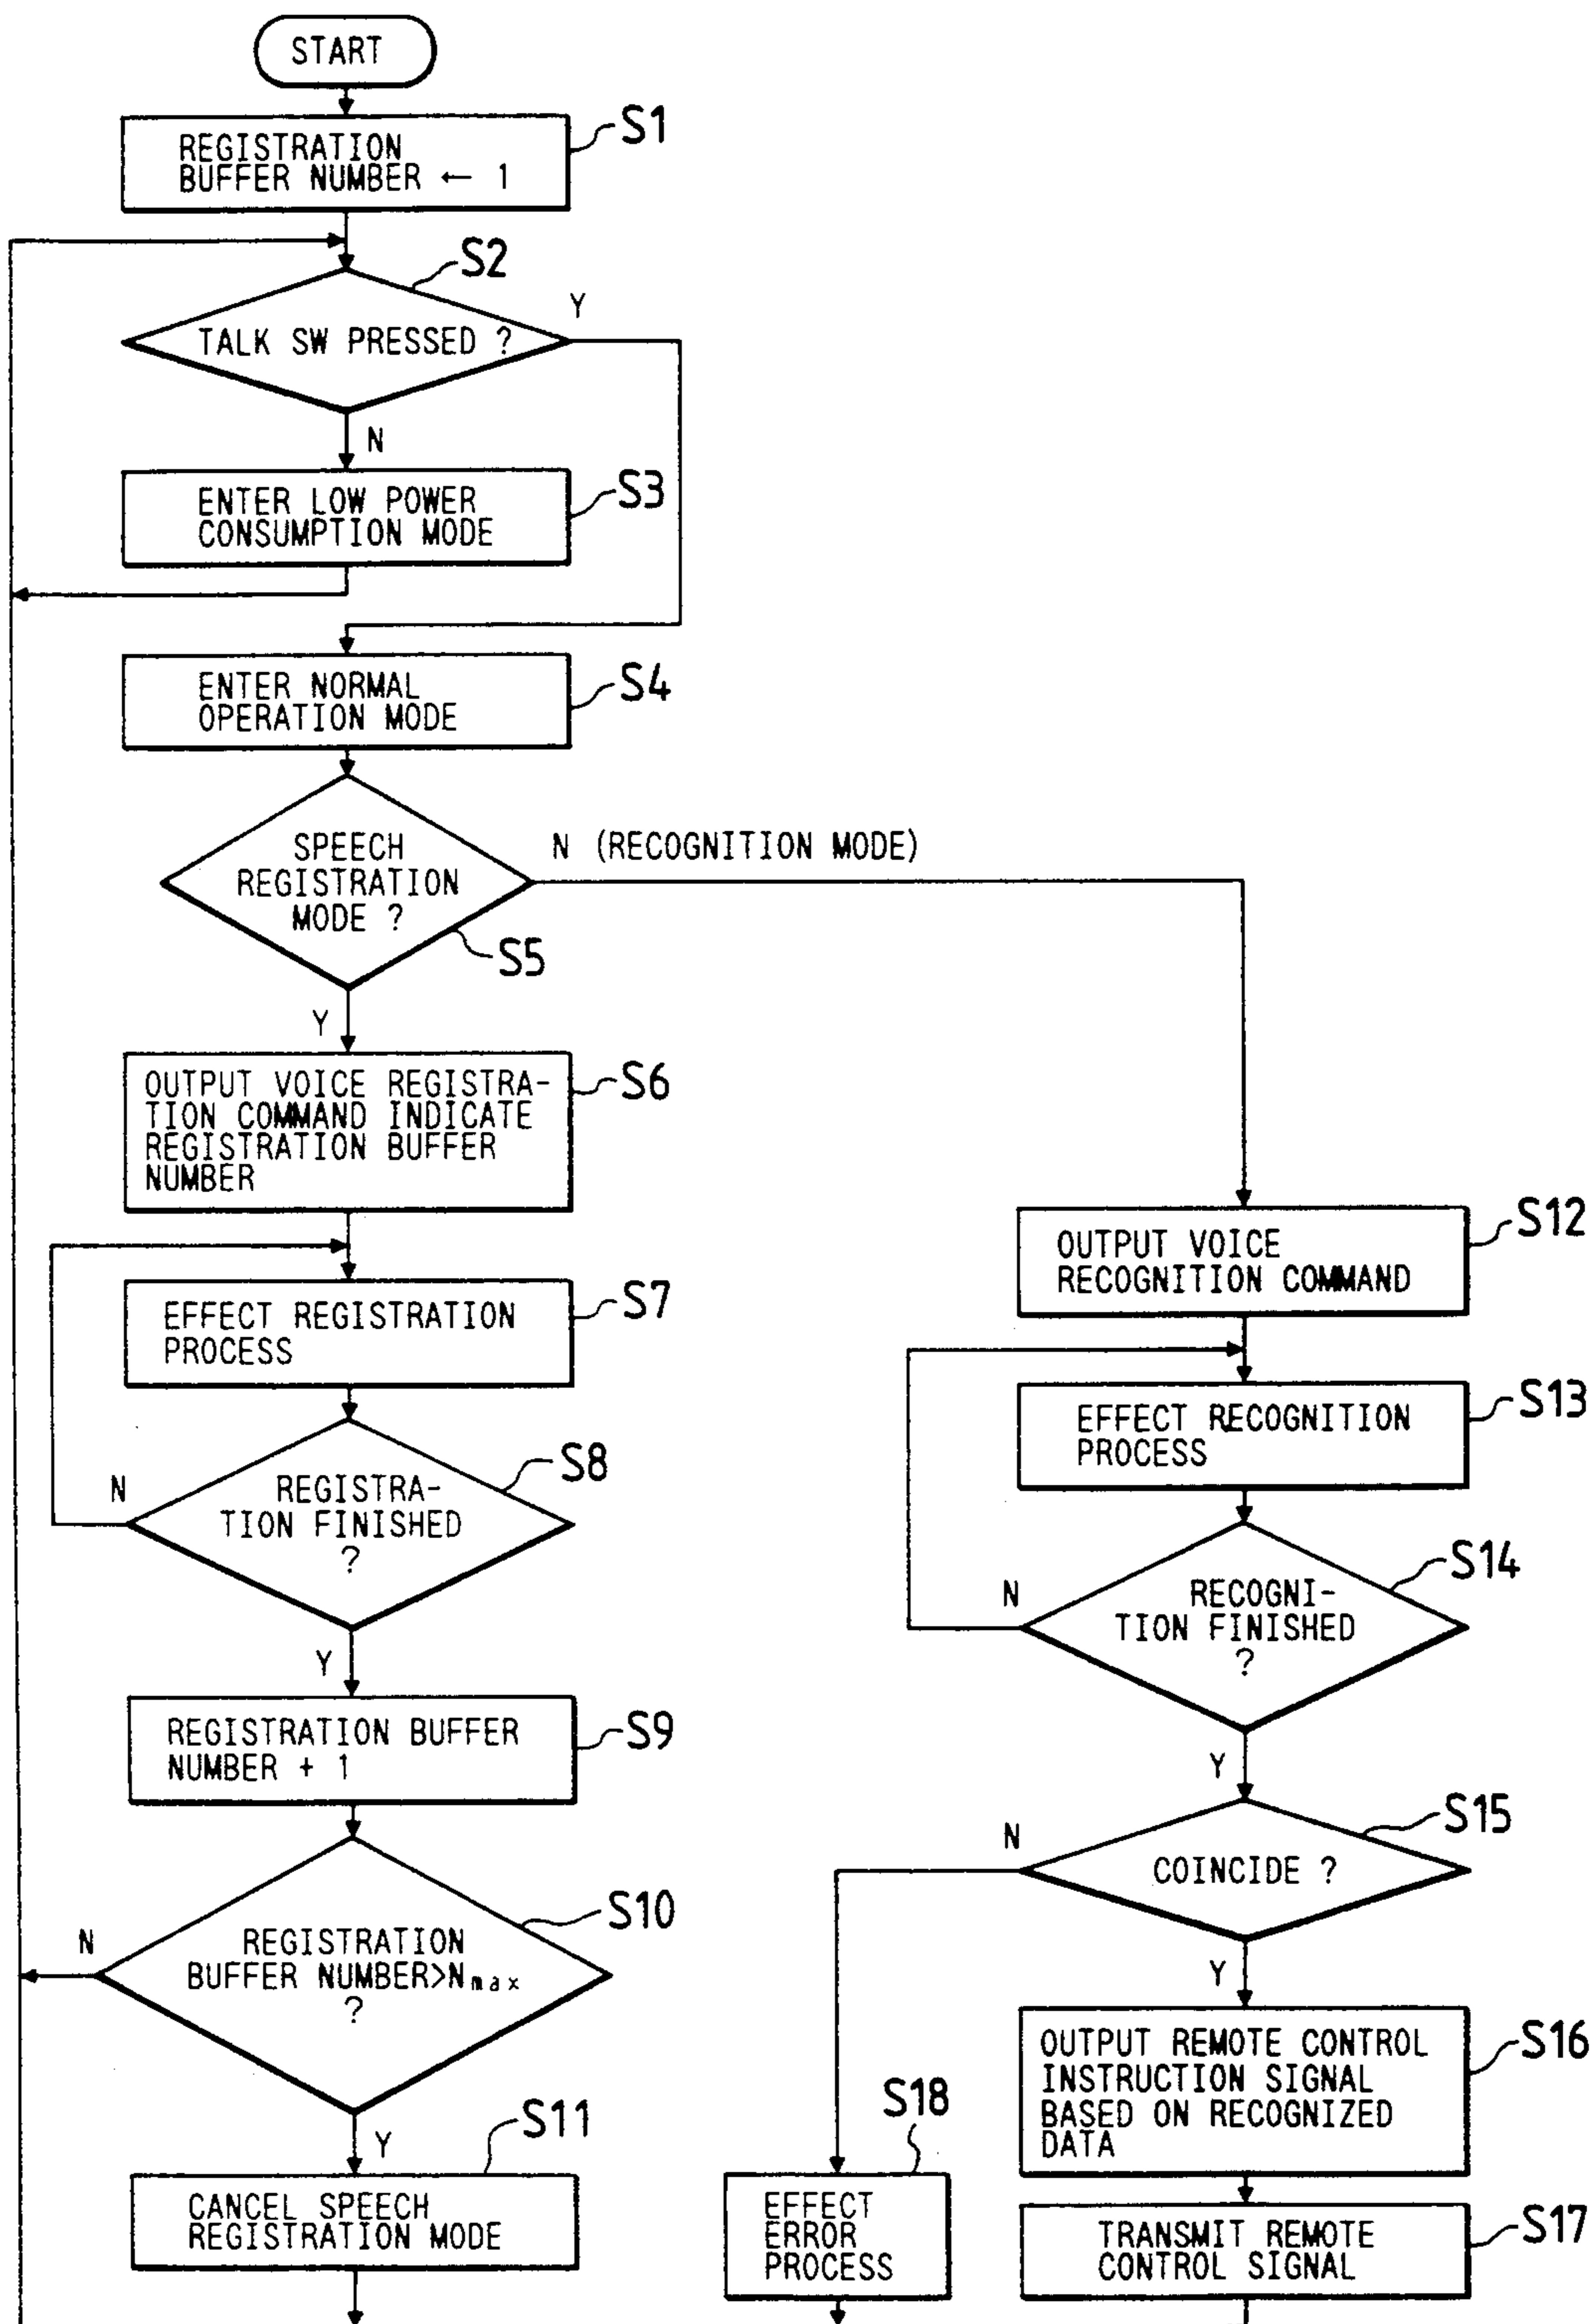 START
S1
REGISTRATION
BUFFER NUMBER ← 1
S2
Y
TALK SW PRESSED ?
N
S3
ENTER LOW POWER
CONSUMPTION MODE
S4
ENTER NORMAL
OPERATION MODE
N (RECOGNITION MODE)
SPEECH
REGISTRATION
MODE ?
S5
Y
S6
OUTPUT VOICE REGISTRA-
TION COMMAND INDICATE
REGISTRATION BUFFER
NUMBER
S7
EFFECT REGISTRATION
PROCESS
S8
N
REGISTRA-
TION FINISHED
?
Y
S9
REGISTRATION BUFFER
NUMBER + 1
S10
N
REGISTRATION
BUFFER NUMBER>Nmax
?
Y
S11
CANCEL SPEECH
REGISTRATION MODE
S12
OUTPUT VOICE
RECOGNITION COMMAND
S13
EFFECT RECOGNITION
PROCESS
S14
N
RECOGNI-
TION FINISHED
?
Y
S15
N
COINCIDE ?
Y
S16
OUTPUT REMOTE CONTROL
INSTRUCTION SIGNAL
BASED ON RECOGNIZED
DATA
S17
TRANSMIT REMOTE
CONTROL SIGNAL
S18
EFFECT
ERROR
PROCESS